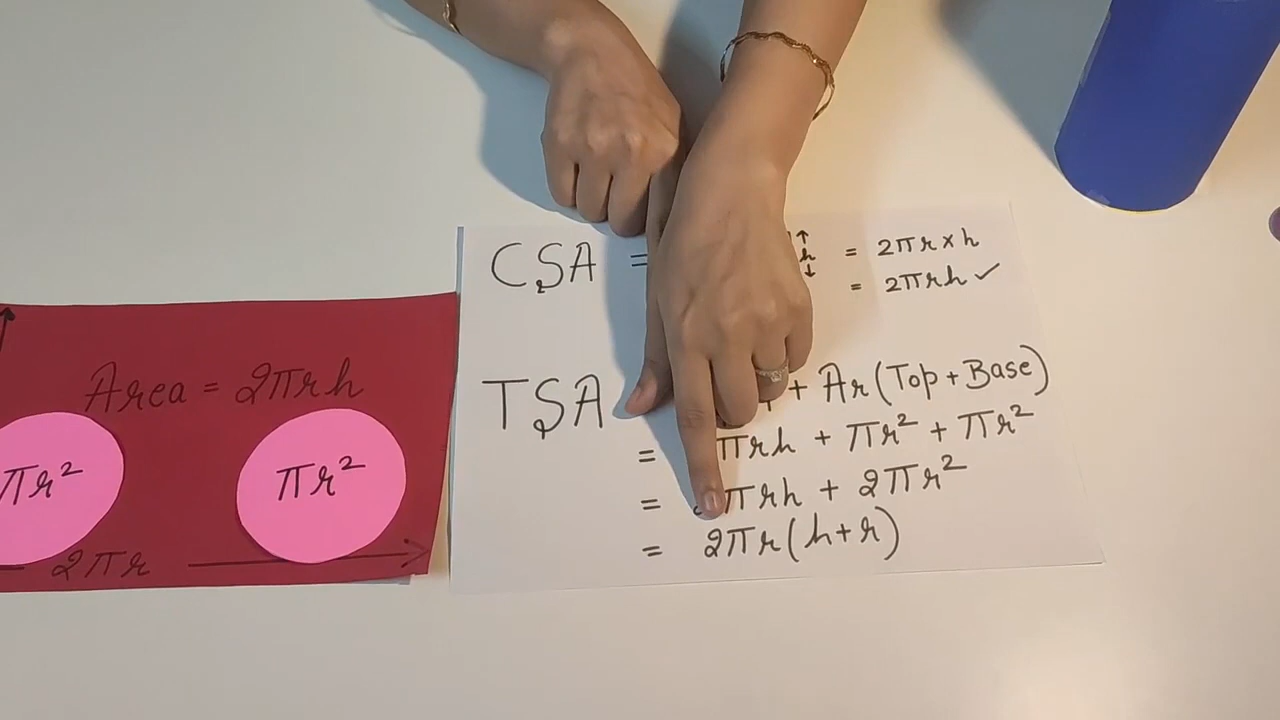 Area = 2πrh
πr²
πr²
2πr
CSA =
h
= 2πr×h
= 2πrh ✓
TSA + Ar(Top + Base)
= πrh + πr² + πr²
= πrh + 2πr²
= 2πr(h+r)